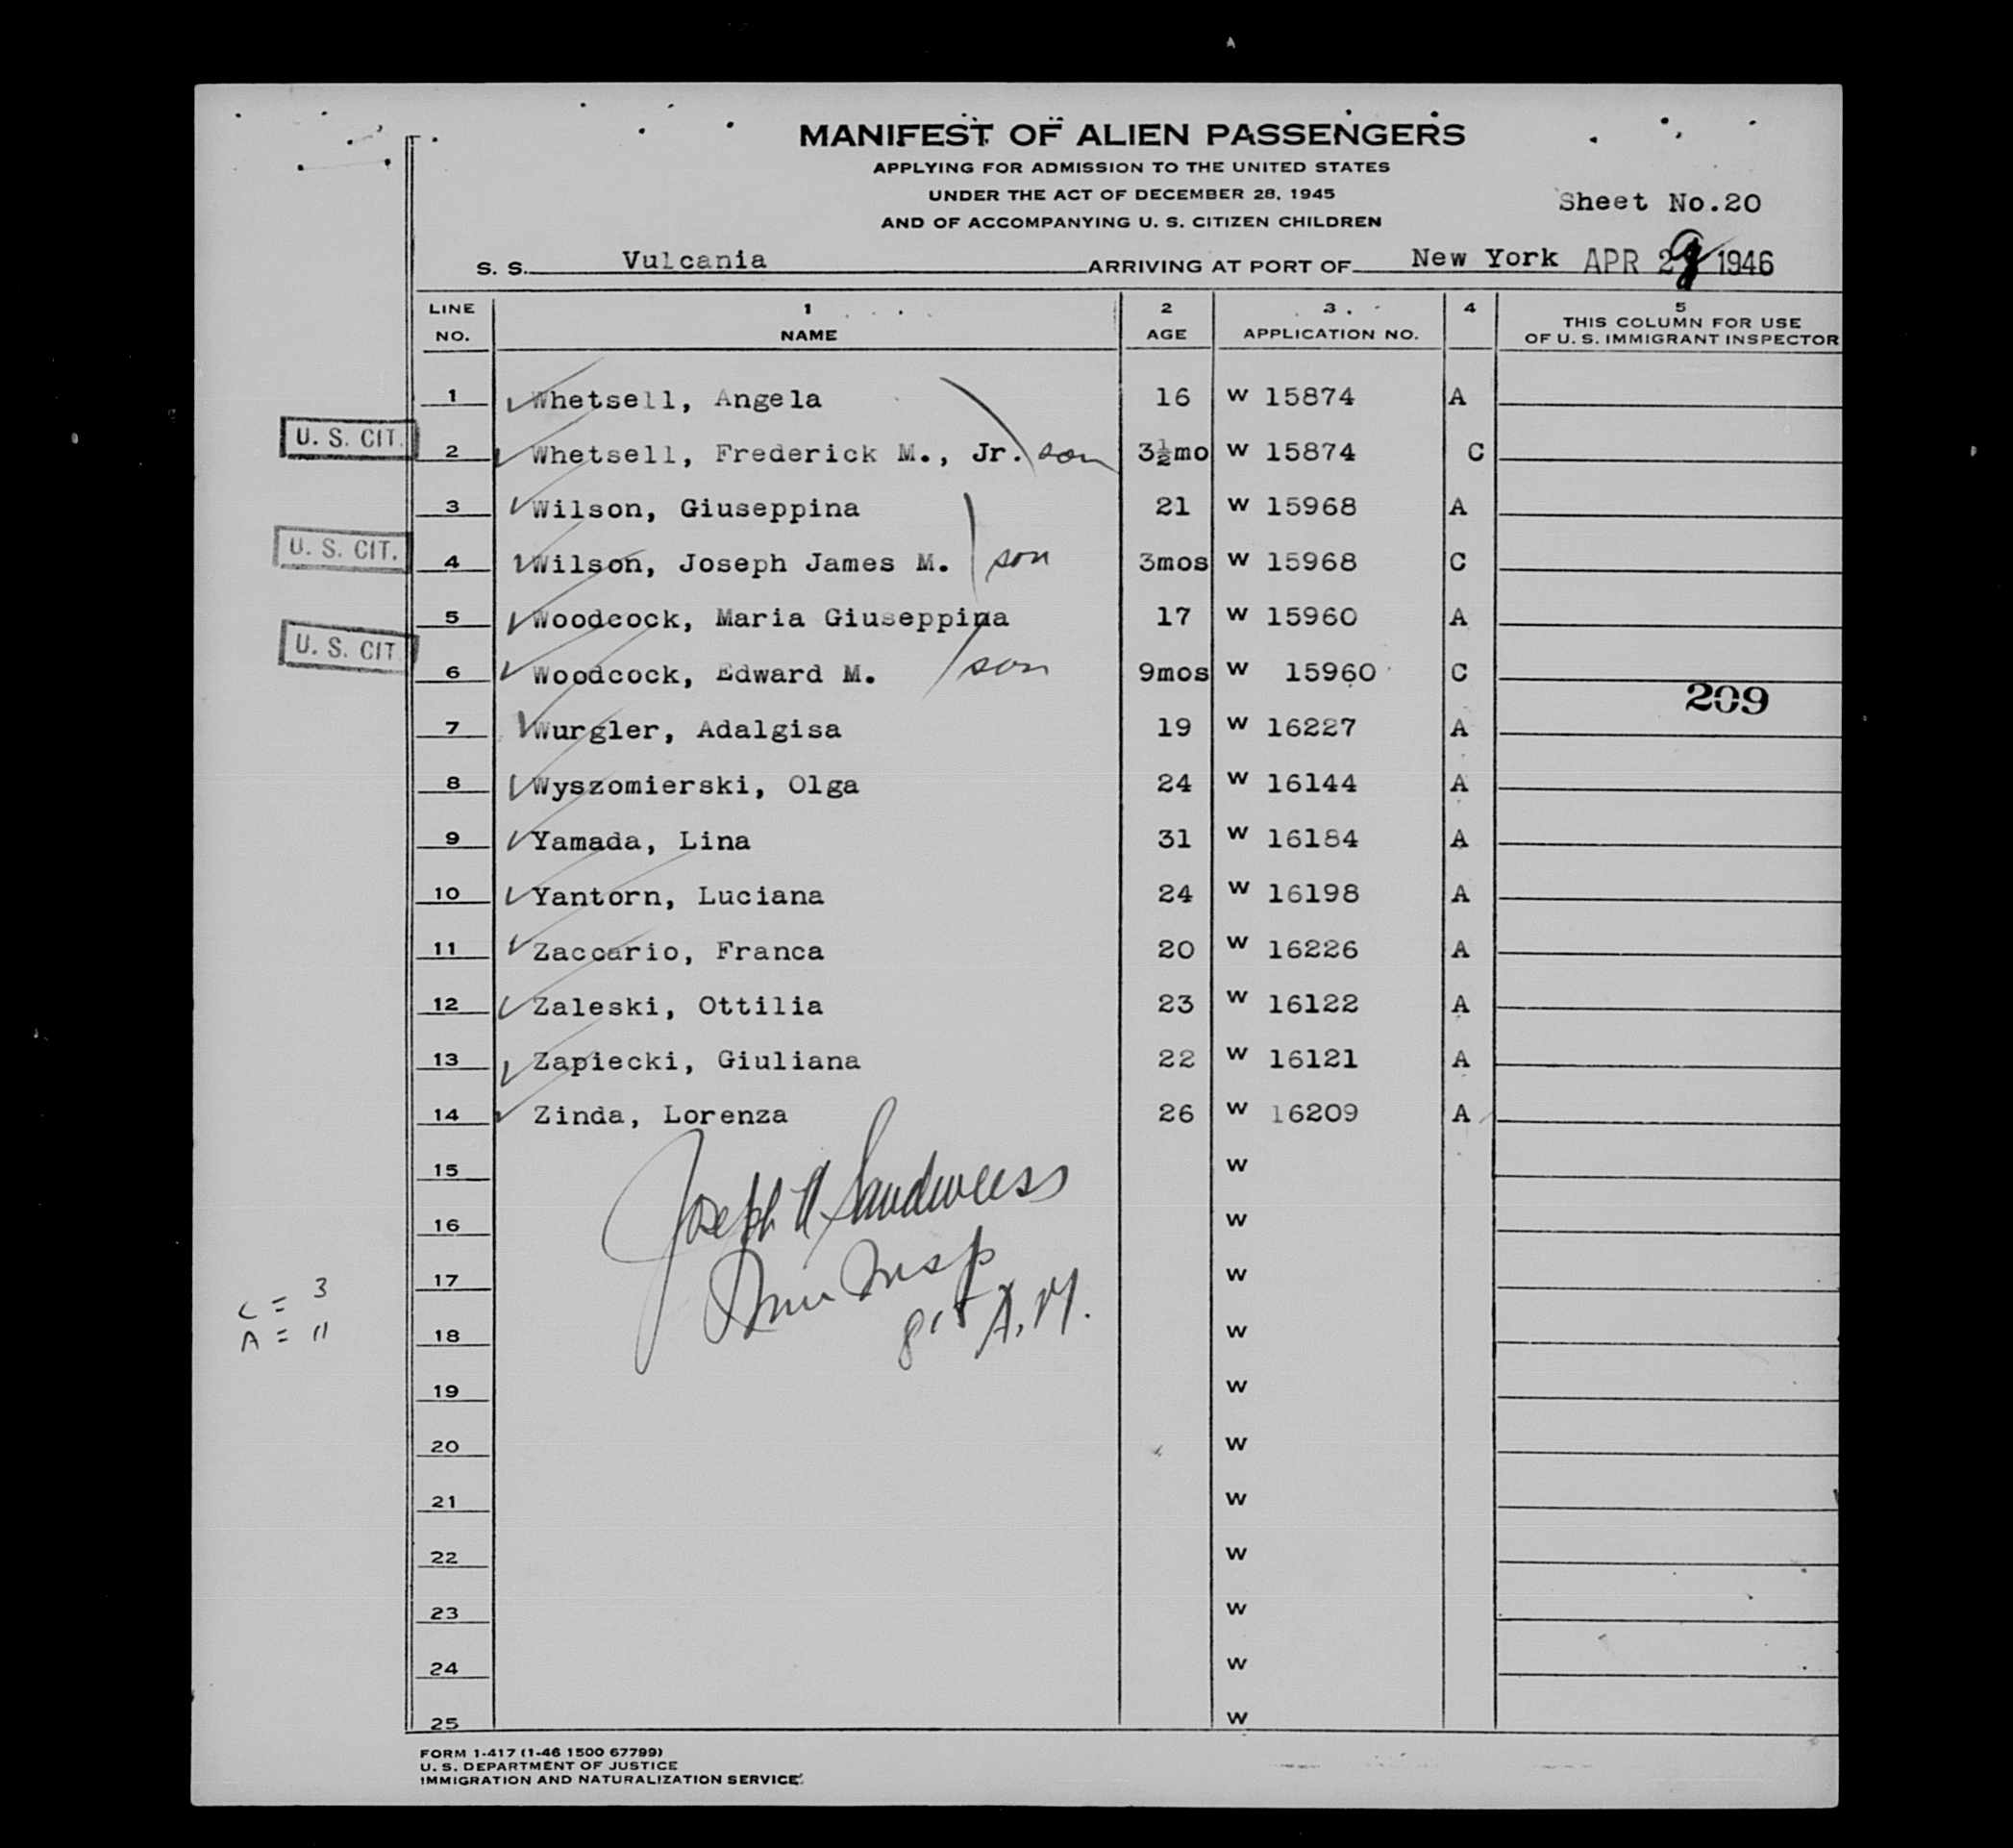 MANIFEST OF ALIEN PASSENGERS
APPLYING FOR ADMISSION TO THE UNITED STATES
UNDER THE ACT OF DECEMBER 28, 1945
AND OF ACCOMPANYING U. S. CITIZEN CHILDREN
Sheet No.20
S. S. Vulcania ARRIVING AT PORT OF New York APR 29 1946
LINE NO. 1 NAME 2 AGE 3 APPLICATION NO. 4 5 THIS COLUMN FOR USE OF U. S. IMMIGRANT INSPECTOR
1 Whetsell, Angela 16 W 15874 A
U. S. CIT. 2 Whetsell, Frederick M., Jr. son 3½mo W 15874 C
3 Wilson, Giuseppina 21 W 15968 A
U. S. CIT. 4 Wilson, Joseph James M. son 3mos W 15968 C
5 Woodcock, Maria Giuseppina 17 W 15960 A
U. S. CIT 6 Woodcock, Edward M. son 9mos W 15960 C
209
7 Wurgler, Adalgisa 19 W 16227 A
8 Wyszomierski, Olga 24 W 16144 A
9 Yamada, Lina 31 W 16184 A
10 Yantorn, Luciana 24 W 16198 A
11 Zaccario, Franca 20 W 16226 A
12 Zaleski, Ottilia 23 W 16122 A
13 Zapiecki, Giuliana 22 W 16121 A
14 Zinda, Lorenza 26 W 16209 A
15 W
Joseph A Sandweiss
16 W
Imm Insp
17 W
C = 3
A.M.
A = 11
18 W
19 W
20 W
21 W
22 W
23 W
24 W
25 W
FORM 1-417 (1-46 1500 67799)
U. S. DEPARTMENT OF JUSTICE
IMMIGRATION AND NATURALIZATION SERVICE